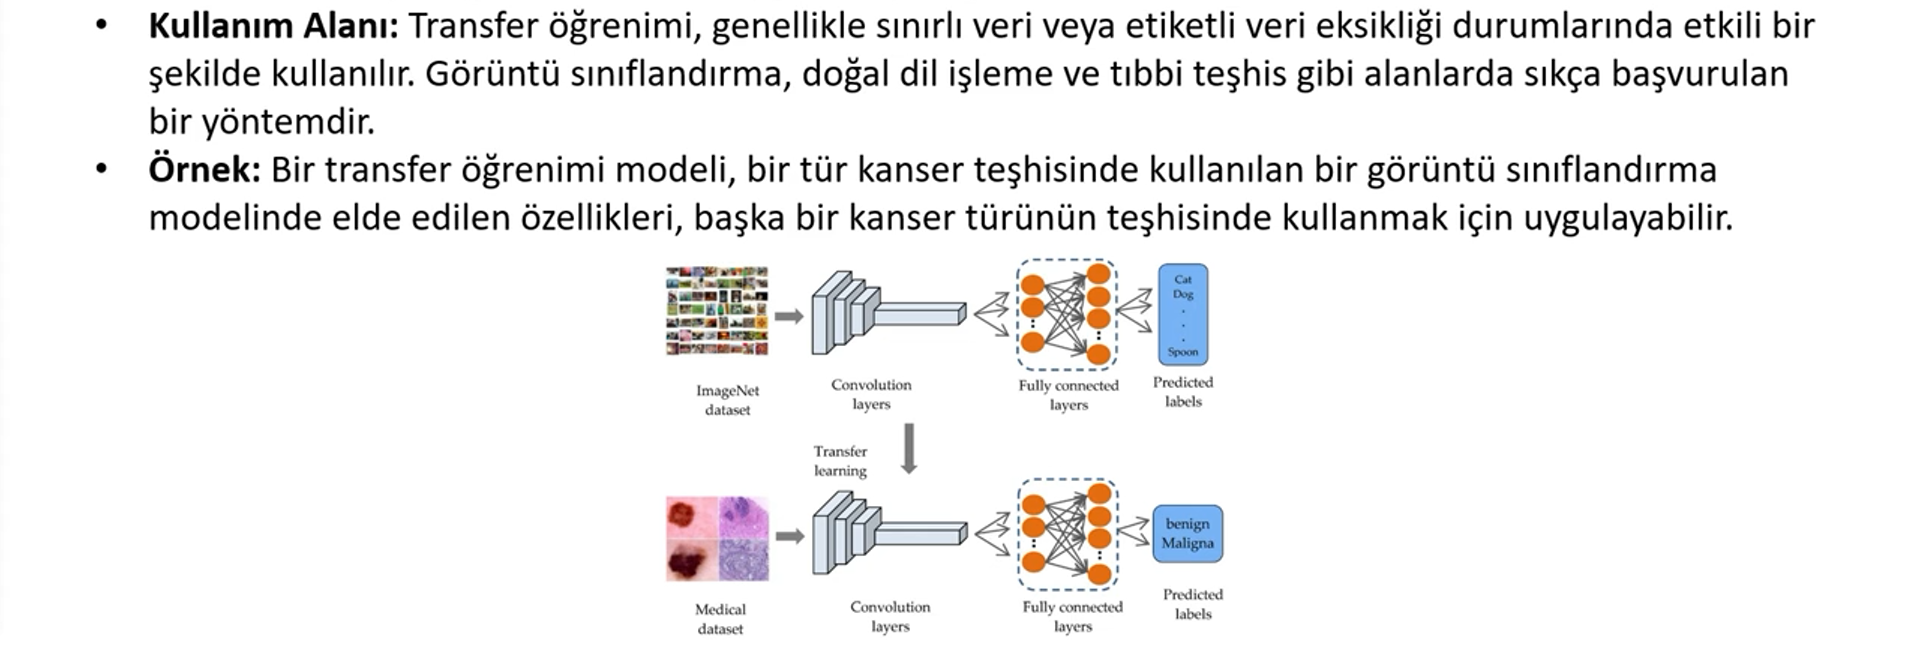 • Kullanım Alanı: Transfer öğrenimi, genellikle sınırlı veri veya etiketli veri eksikliği durumlarında etkili bir
şekilde kullanılır. Görüntü sınıflandırma, doğal dil işleme ve tıbbi teşhis gibi alanlarda sıkça başvurulan
bir yöntemdir.
• Örnek: Bir transfer öğrenimi modeli, bir tür kanser teşhisinde kullanılan bir görüntü sınıflandırma
modelinde elde edilen özellikleri, başka bir kanser türünün teşhisinde kullanmak için uygulayabilir.
Cat
Dog
.
.
.
Spoon
ImageNet
dataset
Convolution
layers
Fully connected
layers
Predicted
labels
Transfer
learning
benign
Maligna
Medical
dataset
Convolution
layers
Fully connected
layers
Predicted
labels